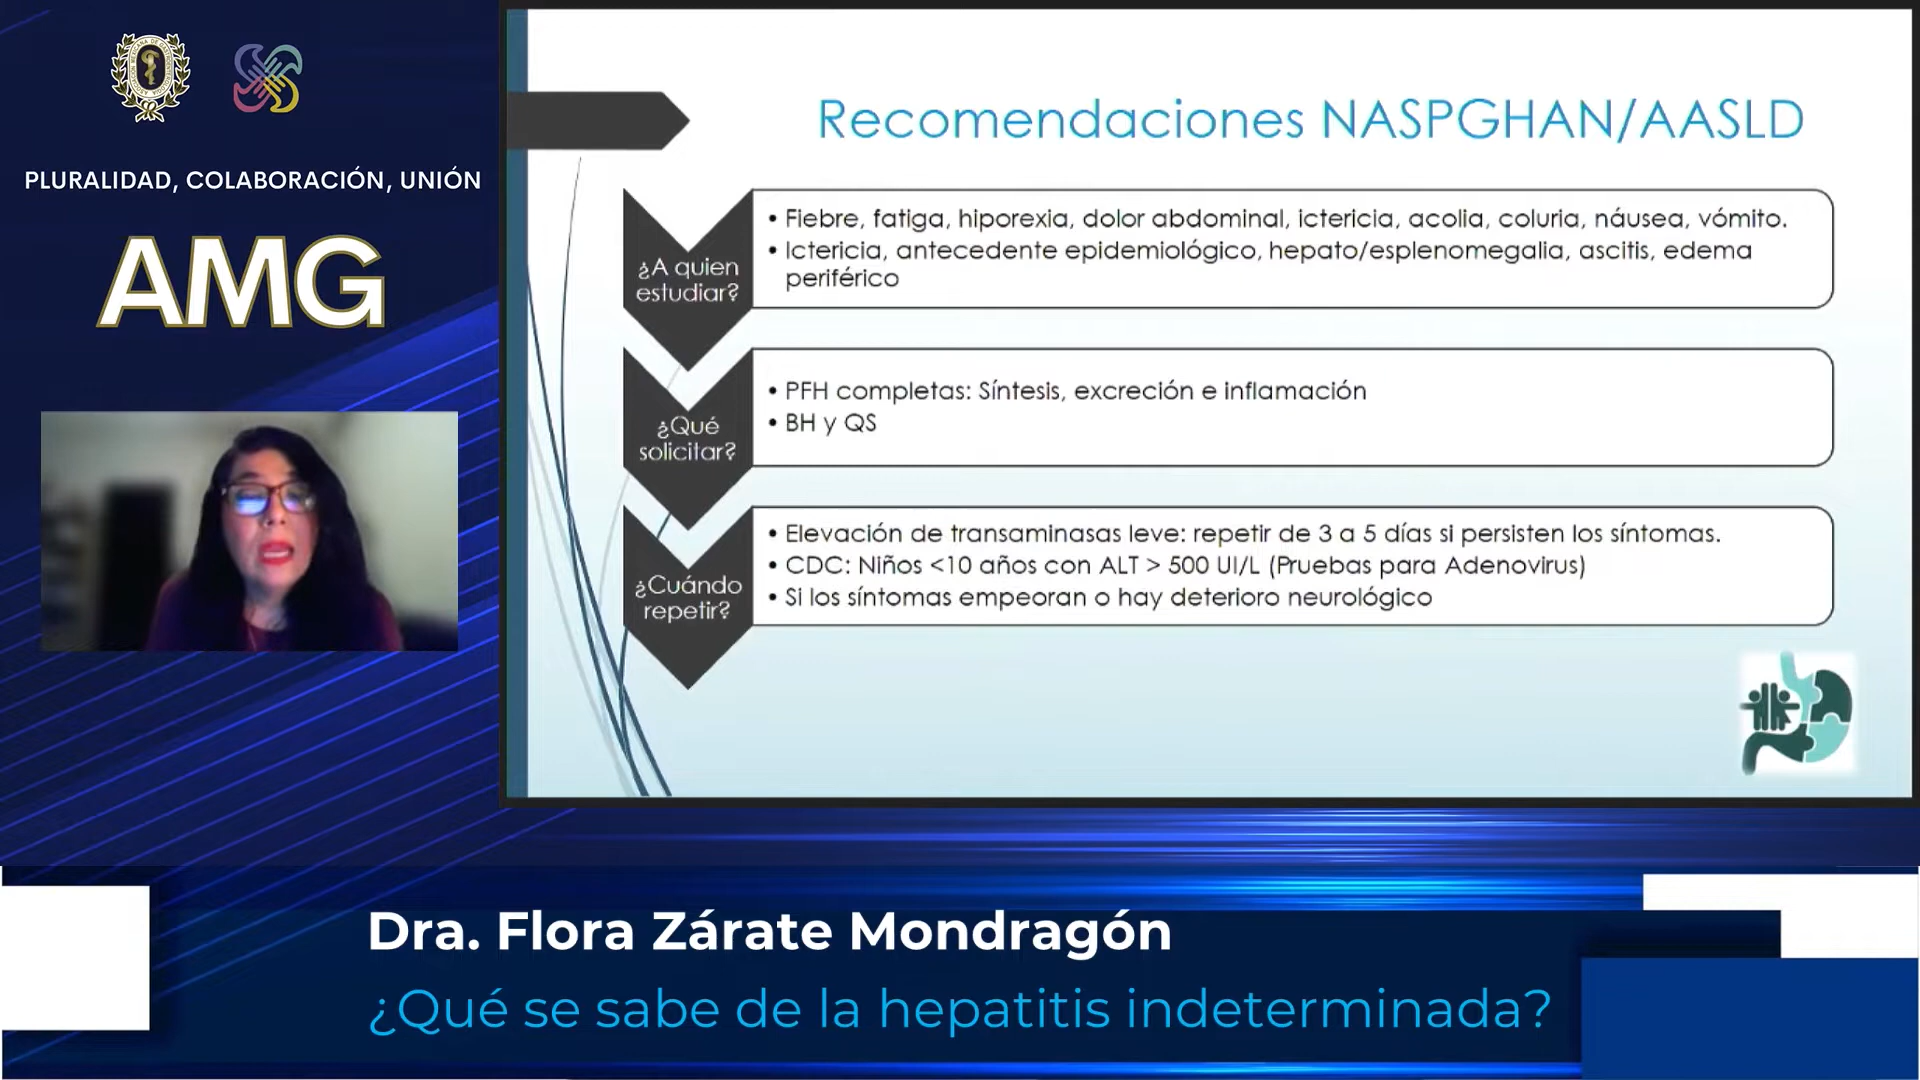 PLURALIDAD, COLABORACIÓN, UNIÓN
AMG
Recomendaciones NASPGHAN/AASLD
¿A quien
estudiar?
• Fiebre, fatiga, hiporexia, dolor abdominal, ictericia, acolia, coluria, náusea, vómito.
• Ictericia, antecedente epidemiológico, hepato/esplenomegalia, ascitis, edema
periférico
¿Qué
solicitar?
• PFH completas: Síntesis, excreción e inflamación
• BH y QS
¿Cuándo
repetir?
• Elevación de transaminasas leve: repetir de 3 a 5 días si persisten los síntomas.
• CDC: Niños <10 años con ALT > 500 UI/L (Pruebas para Adenovirus)
• Si los síntomas empeoran o hay deterioro neurológico
Dra. Flora Zárate Mondragón
¿Qué se sabe de la hepatitis indeterminada?